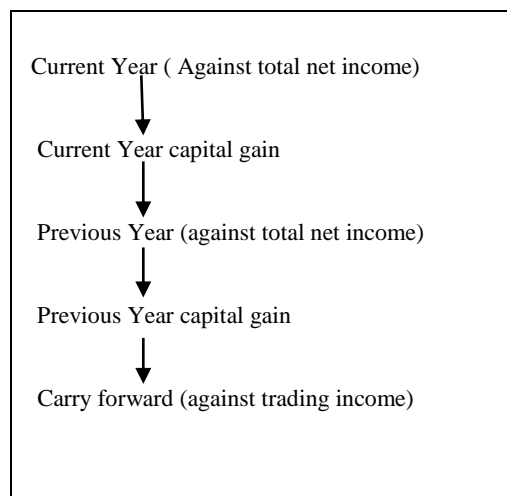 Current Year ( Against total net income)
Current Year capital gain
Previous Year (against total net income)
Previous Year capital gain
Carry forward (against trading income)